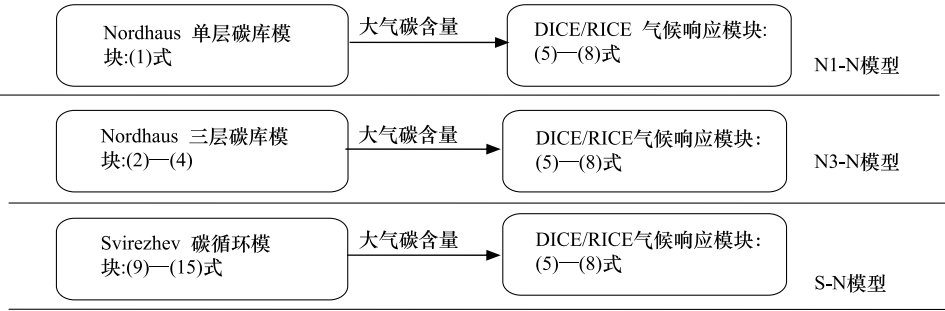 Nordhaus 单层碳库模
块:(1)式
大气碳含量
DICE/RICE 气候响应模块:
(5)—(8)式
N1-N模型
Nordhaus 三层碳库模
块:(2)—(4)
大气碳含量
DICE/RICE气候响应模块：
(5)—(8)式
N3-N模型
Svirezhev 碳循环模
块:(9)—(15)式
大气碳含量
DICE/RICE气候响应模块：
(5)—(8)式
S-N模型